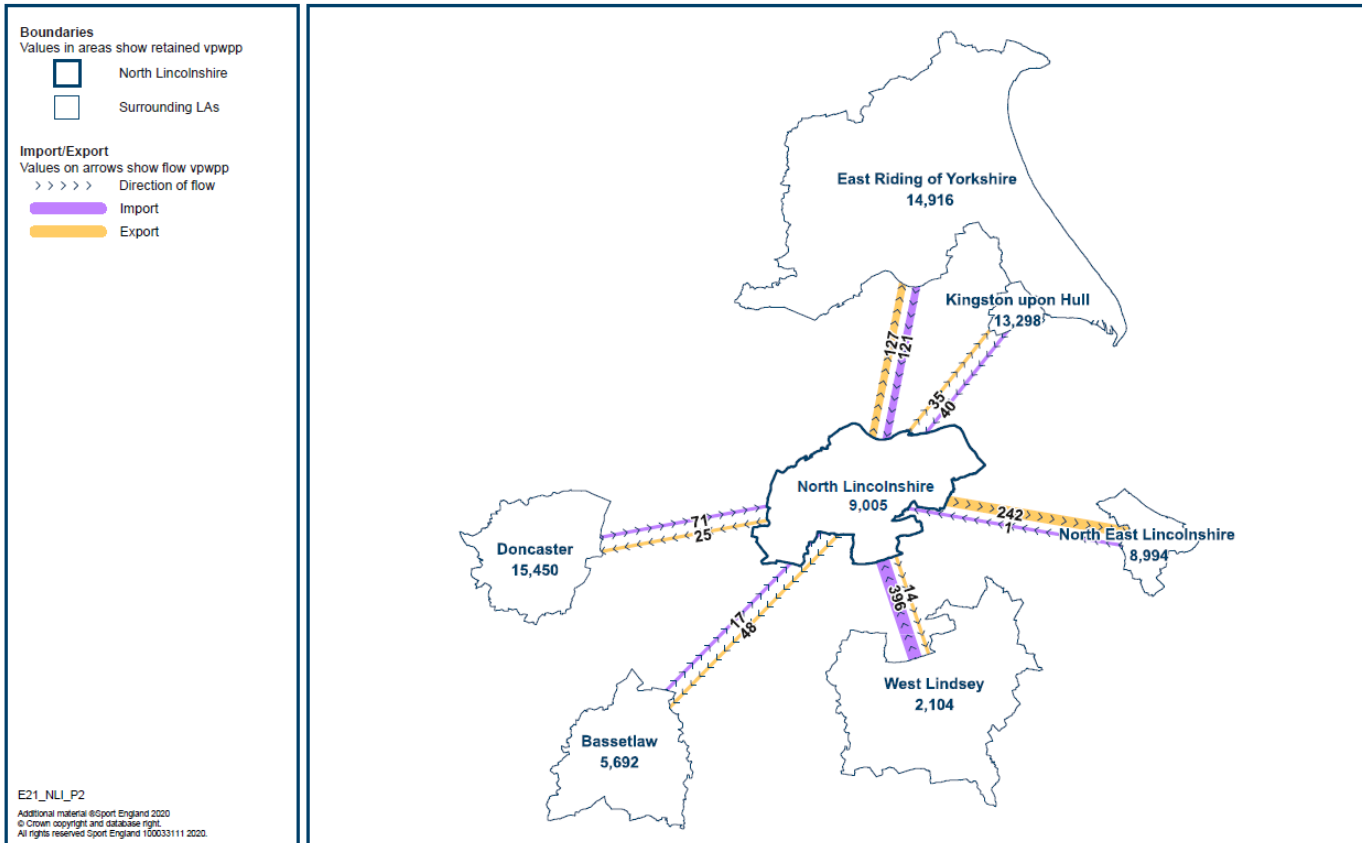 Boundaries
Values in areas show retained vpwpp
North Lincolnshire
Surrounding LAs
Import/Export
Values on arrows show flow vpwpp
Direction of flow
Import
Export
E21_NLI_P2
Additional material ©Sport England 2020
© Crown copyright and database right.
All rights reserved Sport England 100033111 2020.
East Riding of Yorkshire
14,916
Kingston upon Hull
13,298
127
121
35
40
North Lincolnshire
9,005
242
1
North East Lincolnshire
8,994
71
25
Doncaster
15,450
17
48
396
14
West Lindsey
2,104
Bassetlaw
5,692